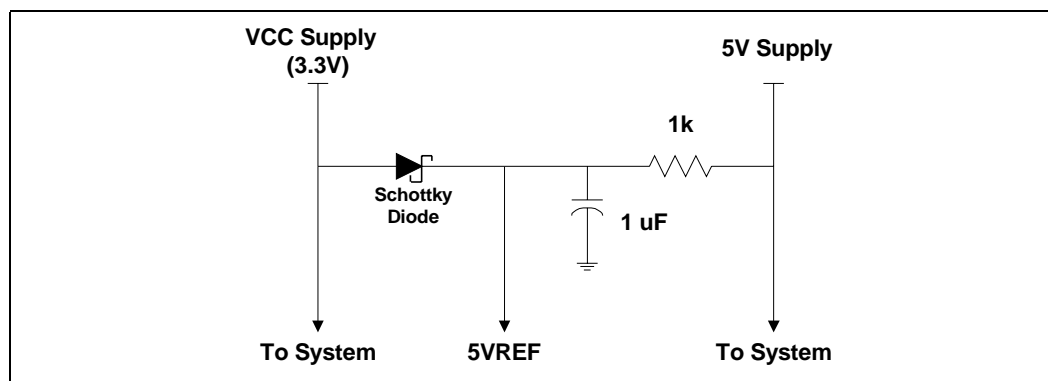 VCC Supply
(3.3V)
5V Supply
1k
Schottky
Diode
1 uF
To System
5VREF
To System